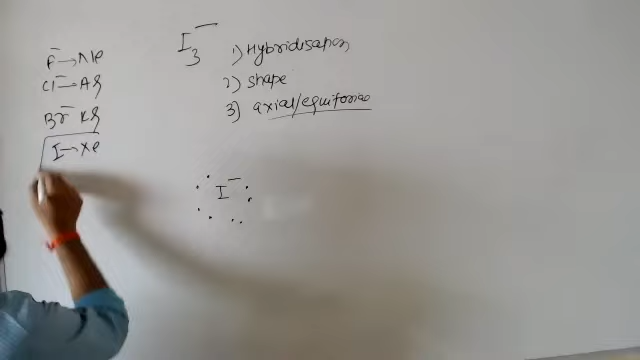 F⁻→Ne
Cl⁻→Ar
Br⁻ Kr
I→Xe
I₃⁻
1) Hybridisation
2) shape
3) axial/equitorial
I⁻